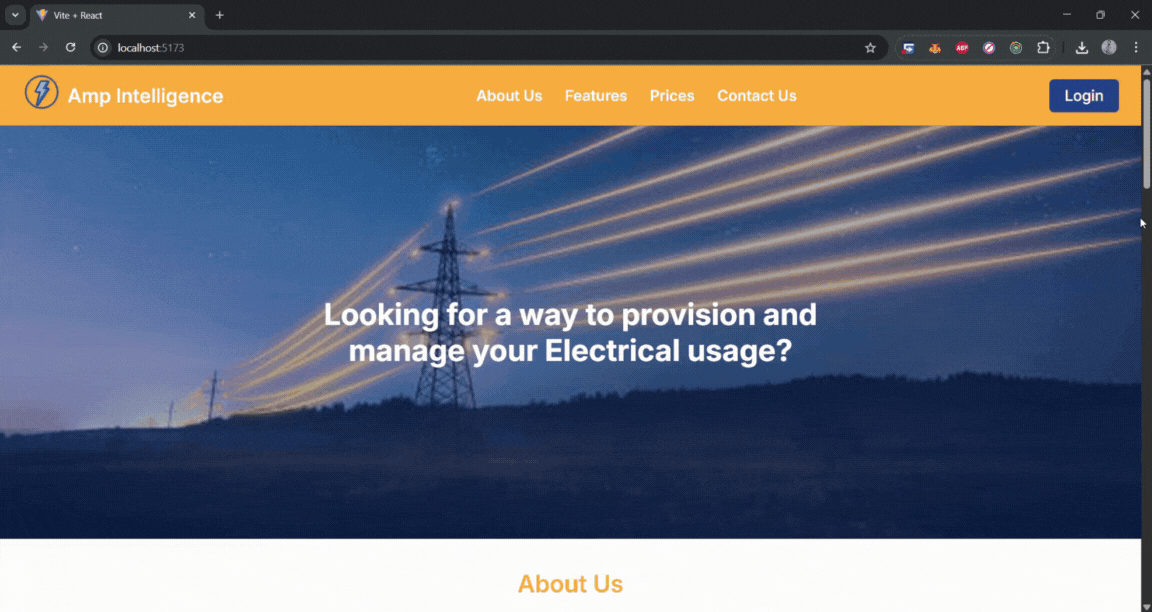 Vite + React
localhost:5173
ABP
Amp Intelligence
About Us
Features
Prices
Contact Us
Login
Looking for a way to provision and
manage your Electrical usage?
About Us